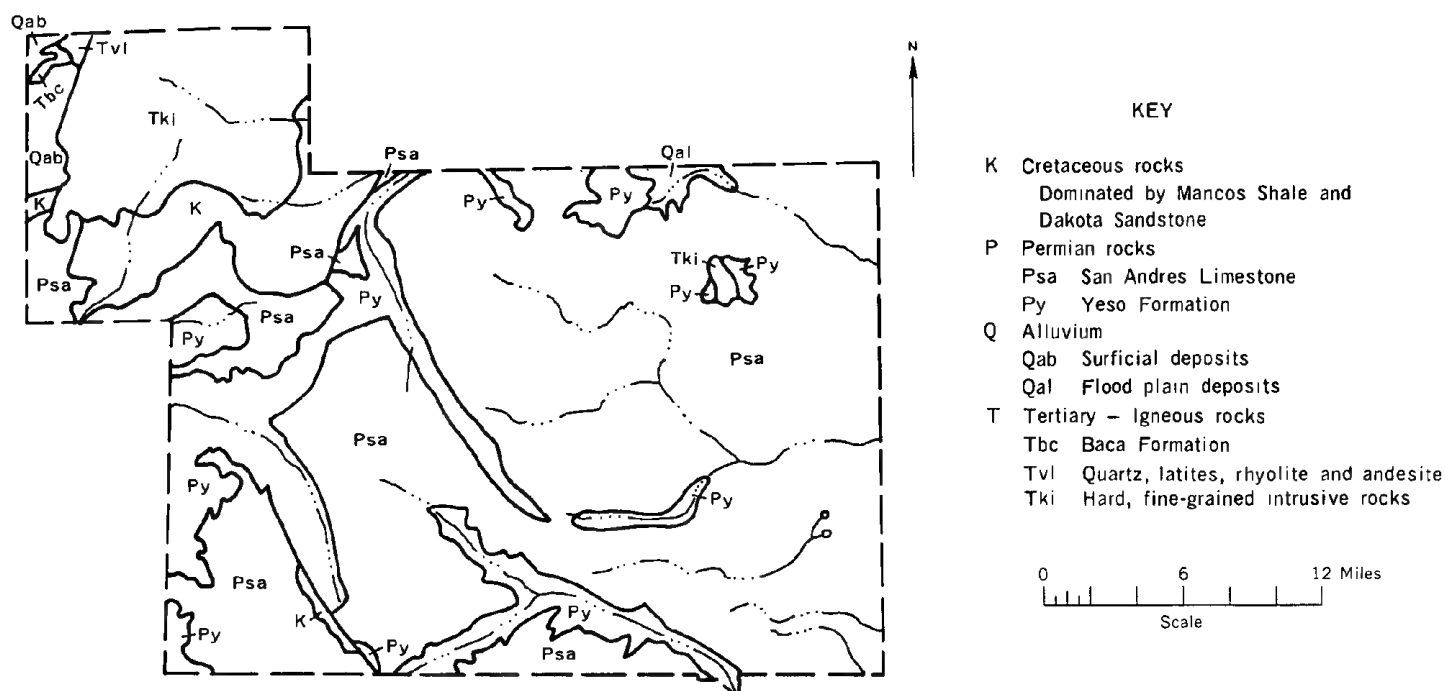 Qab
Tvl
Tbc
Tki
Qab
K
K
Psa
Psa
Py
Psa
Qal
Py
Py
Psa
Py
Tki
Py
Py
Psa
Psa
Py
Py
Psa
K
Py
Py
Py
Psa
N
KEY
K Cretaceous rocks
Dominated by Mancos Shale and
Dakota Sandstone
P Permian rocks
Psa San Andres Limestone
Py Yeso Formation
Q Alluvium
Qab Surficial deposits
Qal Flood plain deposits
T Tertiary – Igneous rocks
Tbc Baca Formation
Tvl Quartz, latites, rhyolite and andesite
Tki Hard, fine-grained intrusive rocks
0 6 12 Miles
Scale